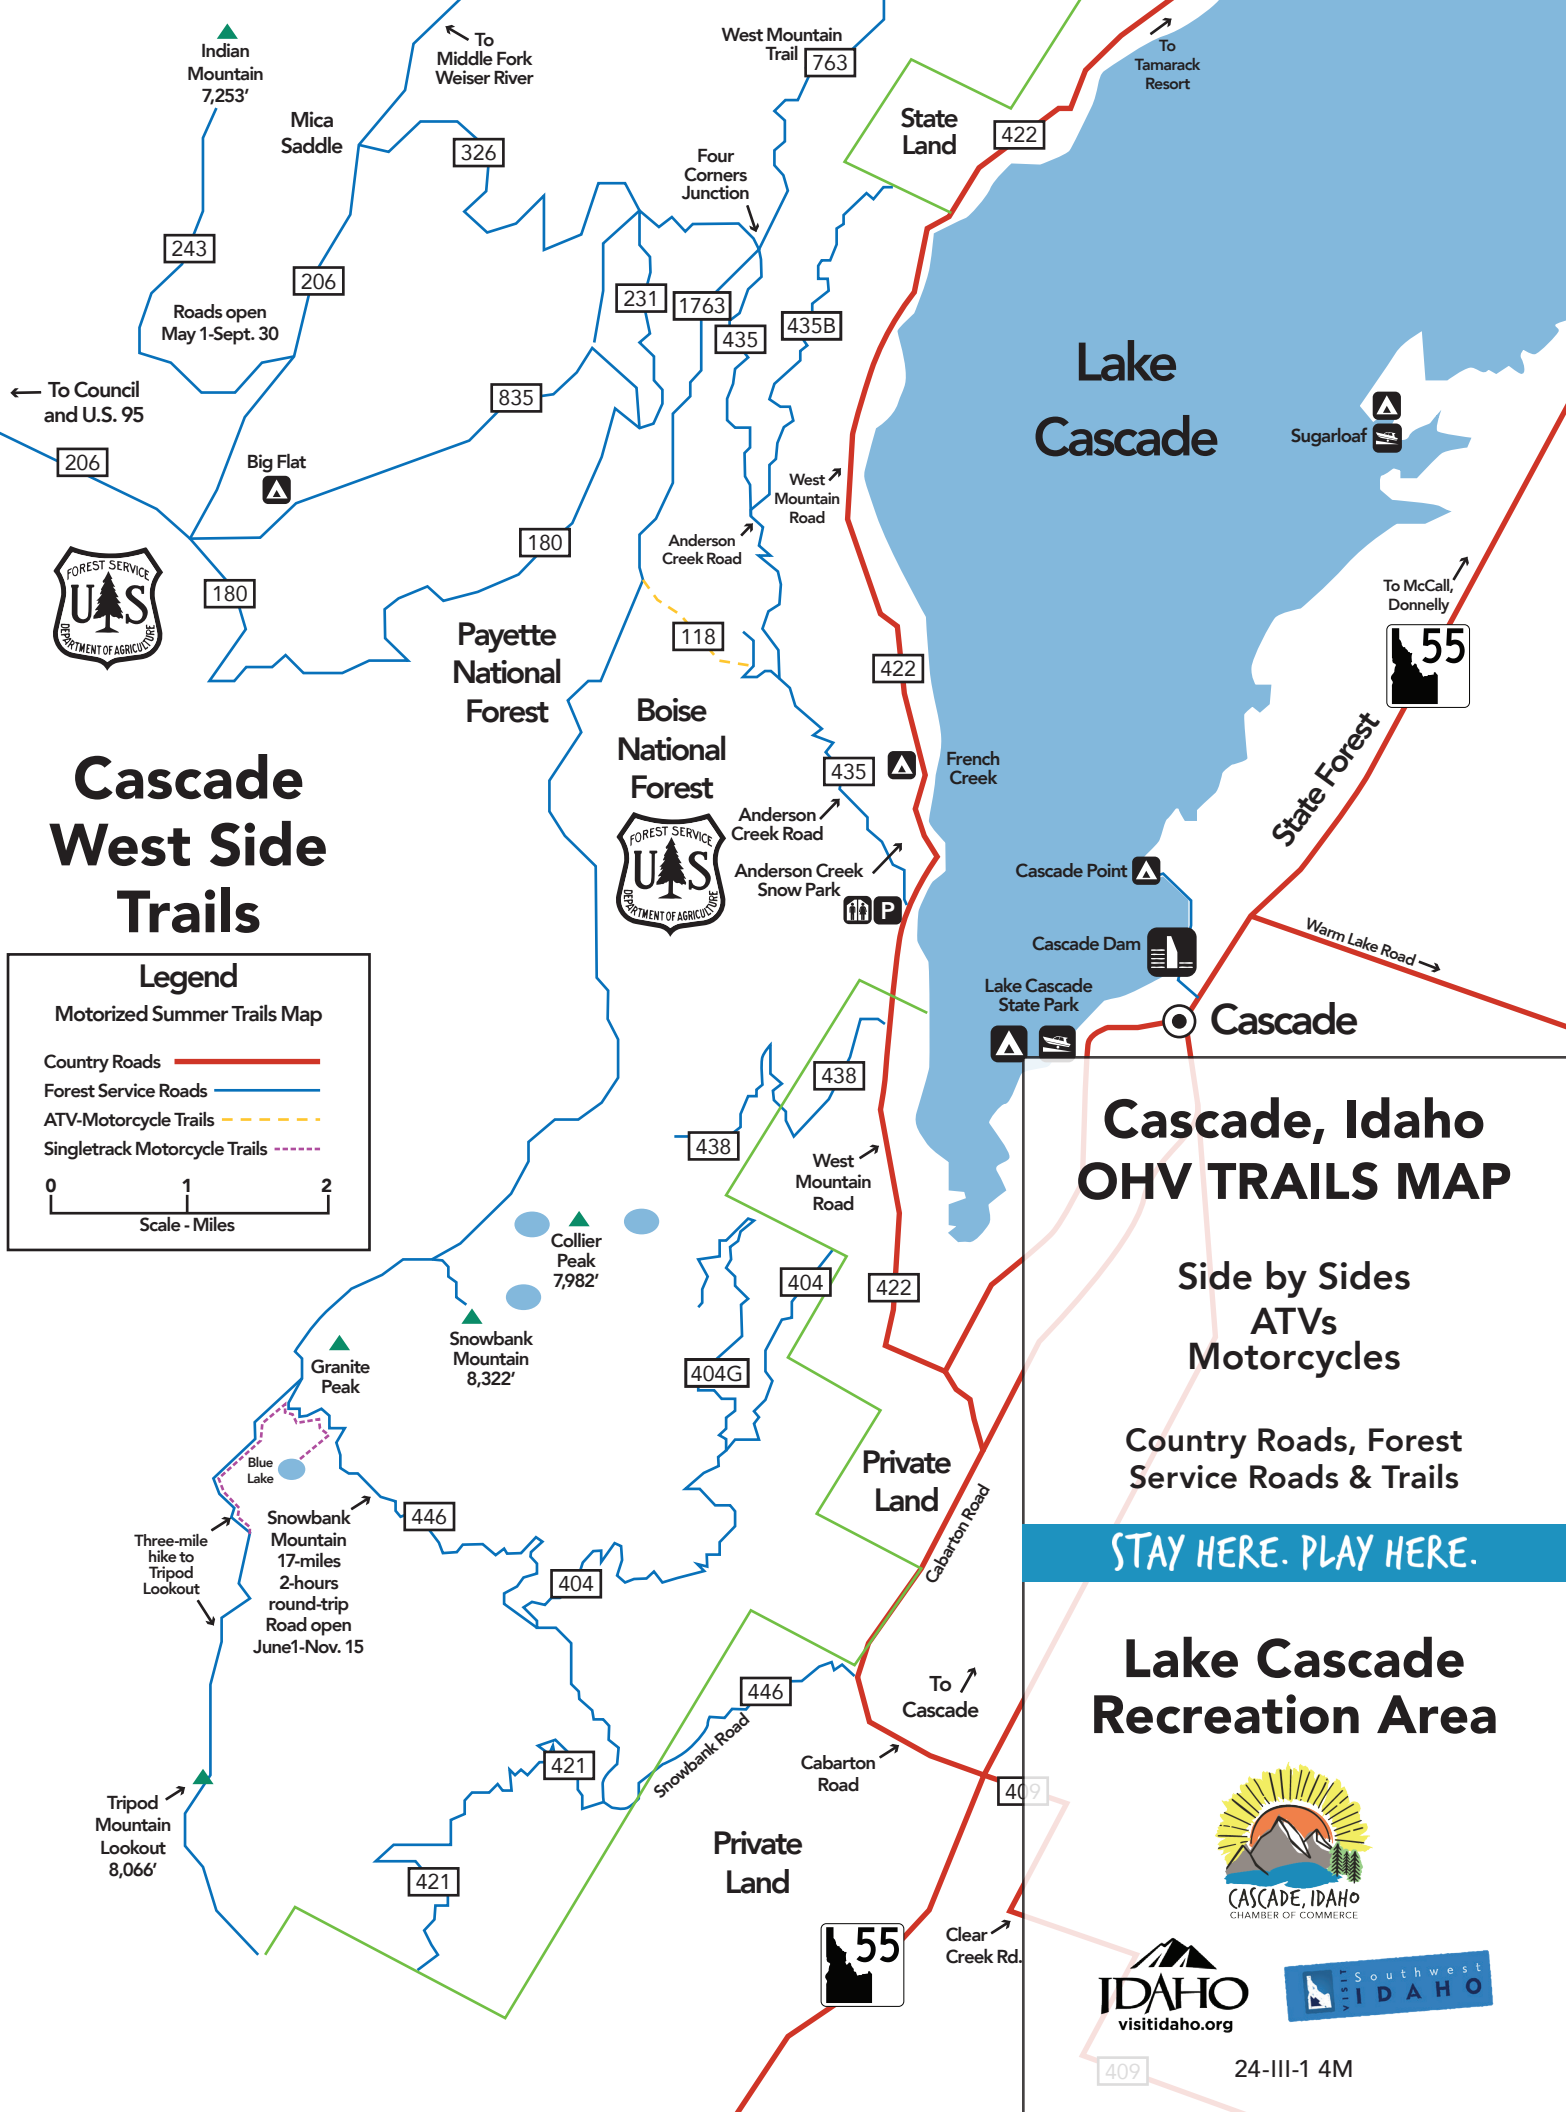 Indian
Mountain
7,253’
To
Middle Fork
Weiser River
West Mountain
Trail
763
To
Tamarack
Resort
Mica
Saddle
326
Four
Corners
Junction
State
Land
422
243
206
Roads open
May 1-Sept. 30
231
1763
435
435B
To Council
and U.S. 95
206
835
Big Flat
Lake
Cascade
Sugarloaf
West
Mountain
Road
Anderson
Creek Road
180
180
FOREST SERVICE
U S
DEPARTMENT OF AGRICULTURE
To McCall,
Donnelly
55
118
422
Payette
National
Forest
Boise
National
Forest
FOREST SERVICE
U S
DEPARTMENT OF AGRICULTURE
435
French
Creek
State Forest
Anderson
Creek Road
Anderson Creek
Snow Park
P
Cascade Point
Cascade Dam
Warm Lake Road
Lake Cascade
State Park
Cascade
Cascade
West Side
Trails
Legend
Motorized Summer Trails Map
Country Roads
Forest Service Roads
ATV-Motorcycle Trails
Singletrack Motorcycle Trails
0 1 2
Scale - Miles
438
438
West
Mountain
Road
Collier
Peak
7,982’
404
422
Snowbank
Mountain
8,322’
Granite
Peak
404G
Blue
Lake
Private
Land
Cabarton Road
446
Snowbank
Mountain
17-miles
2-hours
round-trip
Road open
June1-Nov. 15
Three-mile
hike to
Tripod
Lookout
404
446
Snowbank Road
To
Cascade
Cabarton
Road
409
421
Tripod
Mountain
Lookout
8,066’
421
Private
Land
55
Clear
Creek Rd.
Cascade, Idaho
OHV TRAILS MAP
Side by Sides
ATVs
Motorcycles
Country Roads, Forest
Service Roads & Trails
STAY HERE. PLAY HERE.
Lake Cascade
Recreation Area
CASCADE, IDAHO
CHAMBER OF COMMERCE
IDAHO
visitidaho.org
VISIT
Southwest
IDAHO
409
24-III-1 4M